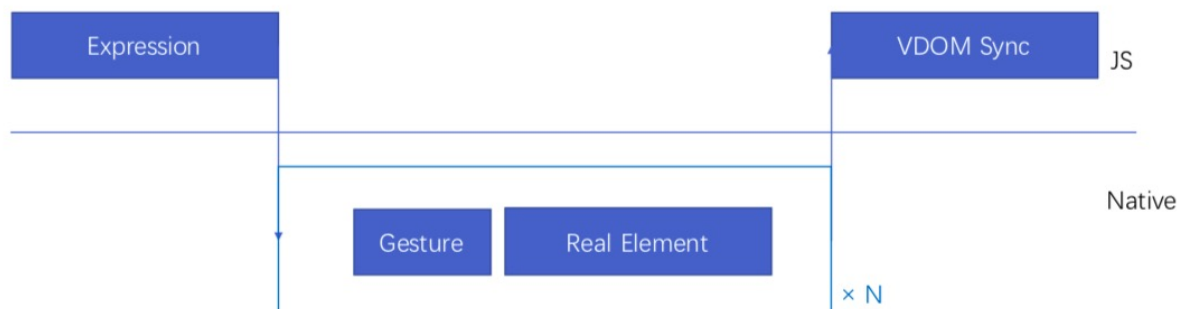 Expression
VDOM Sync
JS
Native
Gesture
Real Element
× N